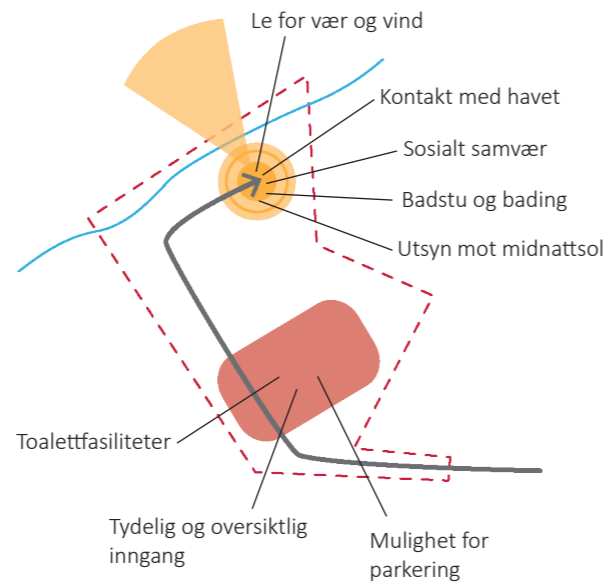 Le for vær og vind
Kontakt med havet
Sosialt samvær
Badstu og bading
Utsyn mot midnattsol
Toalettfasiliteter
Tydelig og oversiktlig
inngang
Mulighet for
parkering